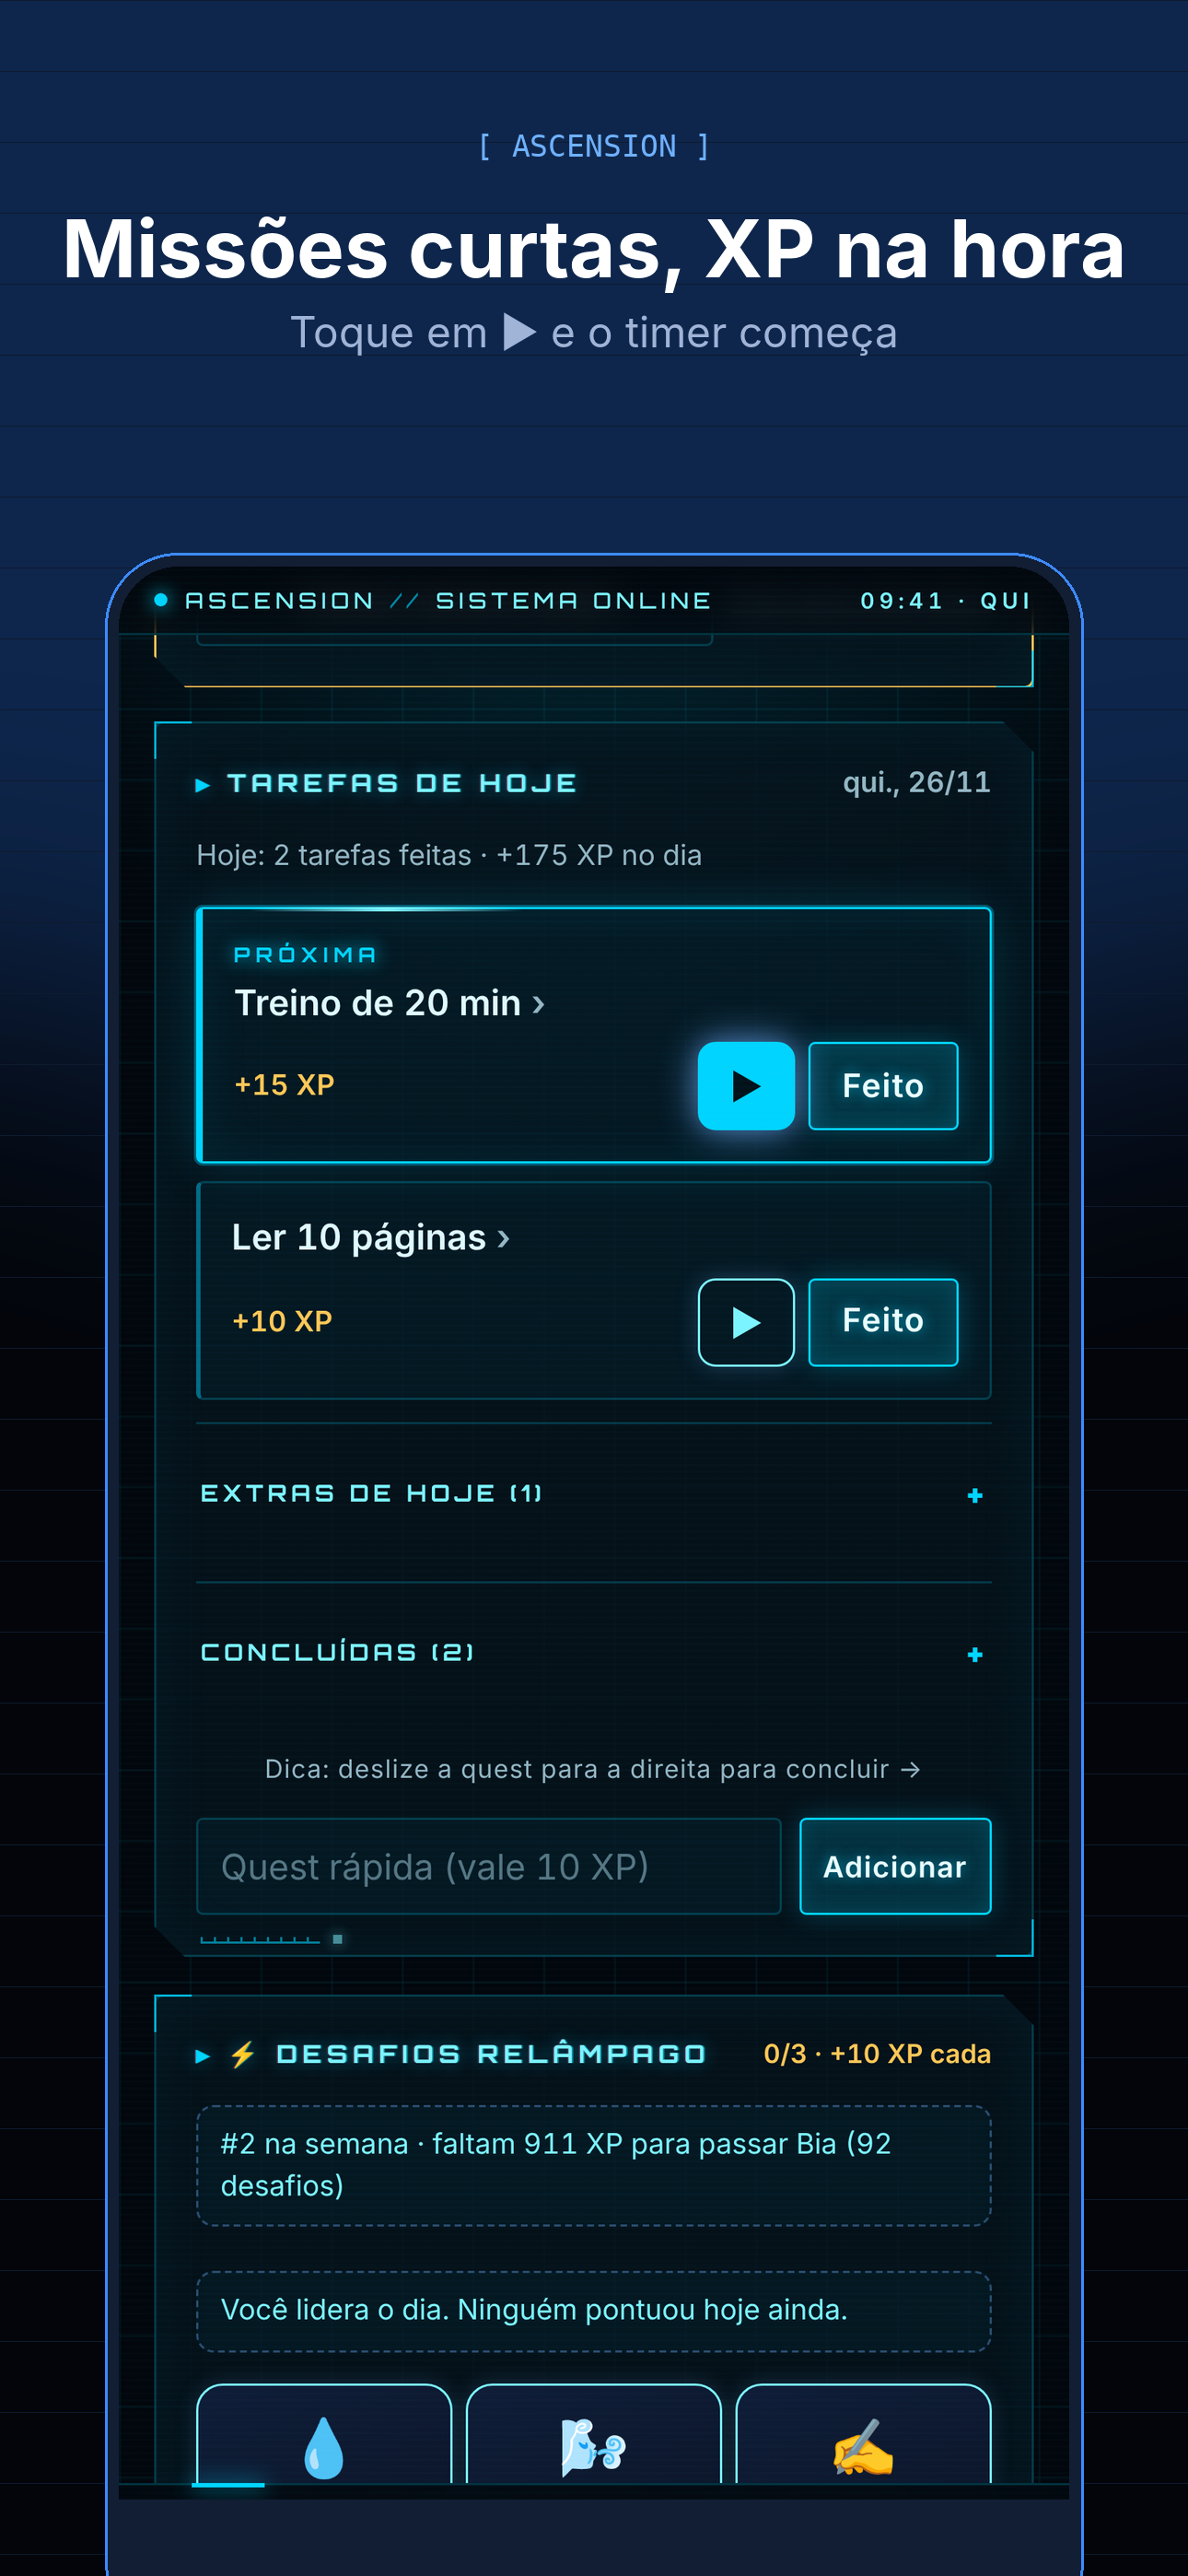 [ ASCENSION ]
Missões curtas, XP na hora
Toque em ▶ e o timer começa
ASCENSION // SISTEMA ONLINE
09:41 · QUI
▸ TAREFAS DE HOJE
qui., 26/11
Hoje: 2 tarefas feitas · +175 XP no dia
PRÓXIMA
Treino de 20 min ›
+15 XP
▶
Feito
Ler 10 páginas ›
+10 XP
▶
Feito
EXTRAS DE HOJE (1)
+
CONCLUÍDAS (2)
+
Dica: deslize a quest para a direita para concluir →
Quest rápida (vale 10 XP)
Adicionar
▸ ⚡ DESAFIOS RELÂMPAGO
0/3 · +10 XP cada
#2 na semana · faltam 911 XP para passar Bia (92
desafios)
Você lidera o dia. Ninguém pontuou hoje ainda.